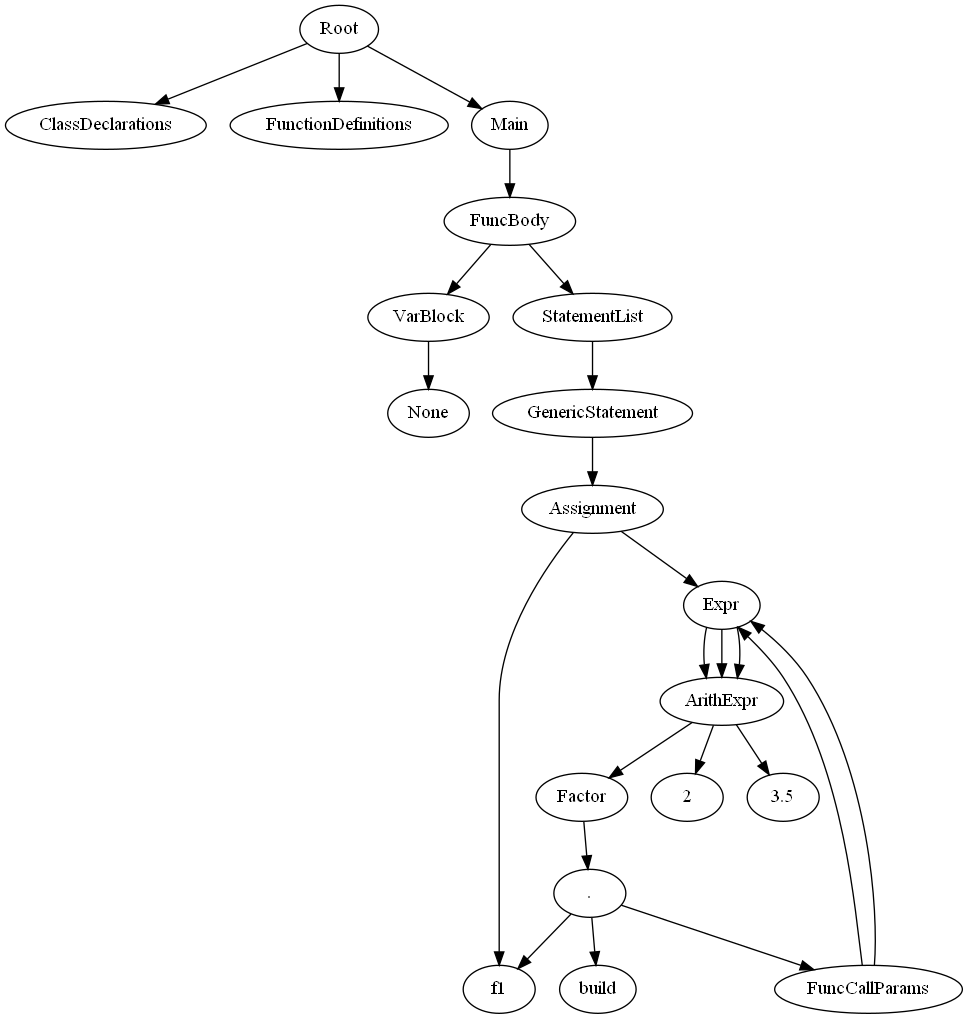 Root
ClassDeclarations
FunctionDefinitions
Main
FuncBody
VarBlock
StatementList
None
GenericStatement
Assignment
Expr
ArithExpr
Factor
2
3.5
.
f1
build
FuncCallParams